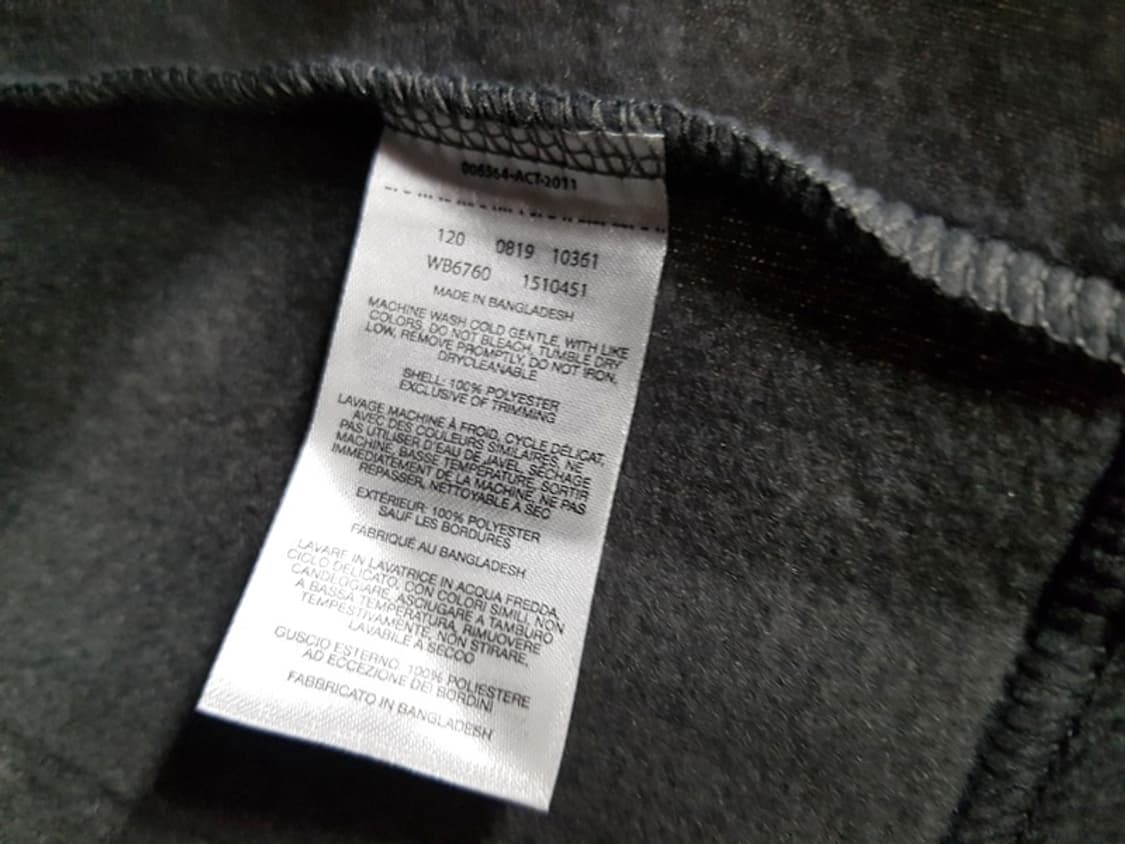 006564-ACT-2011
120 0819 10361
WB6760 1510451
MADE IN BANGLADESH
MACHINE WASH COLD GENTLE, WITH LIKE
COLORS, DO NOT BLEACH, TUMBLE DRY
LOW, REMOVE PROMPTLY, DO NOT IRON,
DRYCLEANABLE
SHELL: 100% POLYESTER
EXCLUSIVE OF TRIMMING
LAVAGE MACHINE À FROID, CYCLE DÉLICAT,
AVEC DES COULEURS SIMILAIRES, NE
PAS UTILISER D'EAU DE JAVEL, SÉCHAGE
MACHINE, BASSE TEMPÉRATURE, SORTIR
IMMÉDIATEMENT DE LA MACHINE, NE PAS
REPASSER, NETTOYABLE A SEC
EXTÉRIEUR: 100% POLYESTER
SAUF LES BORDURES
FABRIQUÉ AU BANGLADESH
LAVARE IN LAVATRICE IN ACQUA FREDDA,
CICLO DELICATO, CON COLORI SIMILI, NON
CANDEGGIARE, ASCIUGARE A TAMBURO
A BASSA TEMPERATURA, RIMUOVERE
TEMPESTIVAMENTE, NON STIRARE,
LAVABILE À SECCO
GUSCIO ESTERNO 100% POLIESTERE
AD ECCEZIONE DEI BORDINI
FABBRICATO IN BANGLADESH